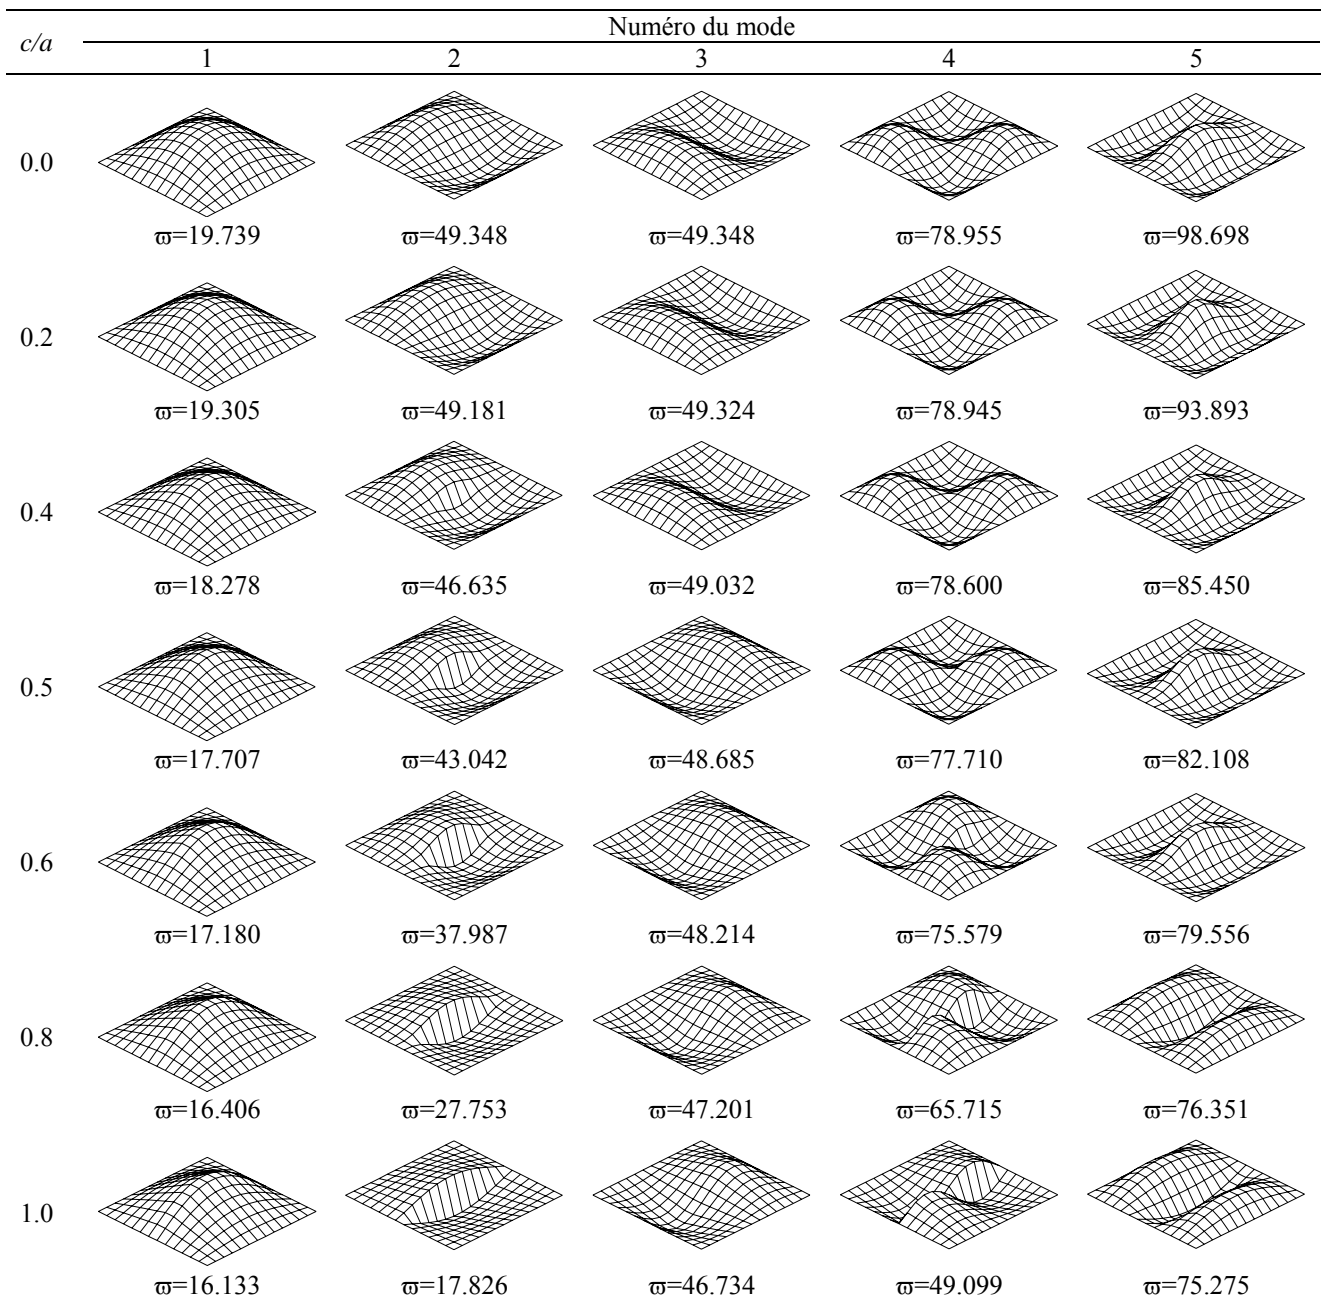 Numéro du mode
c/a
1 2 3 4 5
0.0
ϖ=19.739 ϖ=49.348 ϖ=49.348 ϖ=78.955 ϖ=98.698
0.2
ϖ=19.305 ϖ=49.181 ϖ=49.324 ϖ=78.945 ϖ=93.893
0.4
ϖ=18.278 ϖ=46.635 ϖ=49.032 ϖ=78.600 ϖ=85.450
0.5
ϖ=17.707 ϖ=43.042 ϖ=48.685 ϖ=77.710 ϖ=82.108
0.6
ϖ=17.180 ϖ=37.987 ϖ=48.214 ϖ=75.579 ϖ=79.556
0.8
ϖ=16.406 ϖ=27.753 ϖ=47.201 ϖ=65.715 ϖ=76.351
1.0
ϖ=16.133 ϖ=17.826 ϖ=46.734 ϖ=49.099 ϖ=75.275